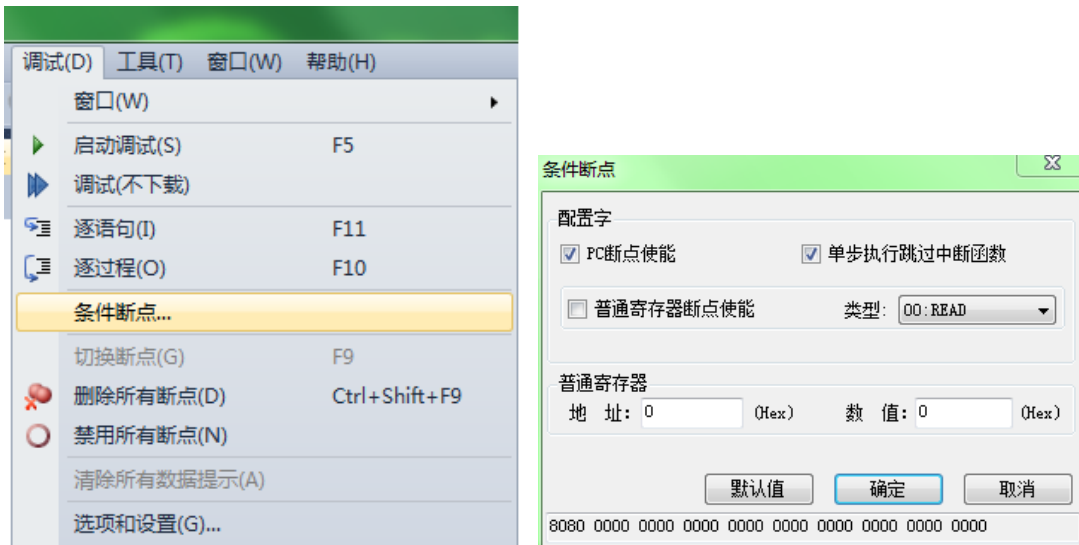 调试(D) 工具(T) 窗口(W) 帮助(H)
窗口(W)
启动调试(S) F5
调试(不下载)
逐语句(I) F11
逐过程(O) F10
条件断点...
切换断点(G) F9
删除所有断点(D) Ctrl+Shift+F9
禁用所有断点(N)
清除所有数据提示(A)
选项和设置(G)...
条件断点
配置字
PC断点使能 单步执行跳过中断函数
普通寄存器断点使能 类型: 00:READ
普通寄存器
地 址: 0 (Hex) 数 值: 0 (Hex)
默认值 确定 取消
8080 0000 0000 0000 0000 0000 0000 0000 0000 0000